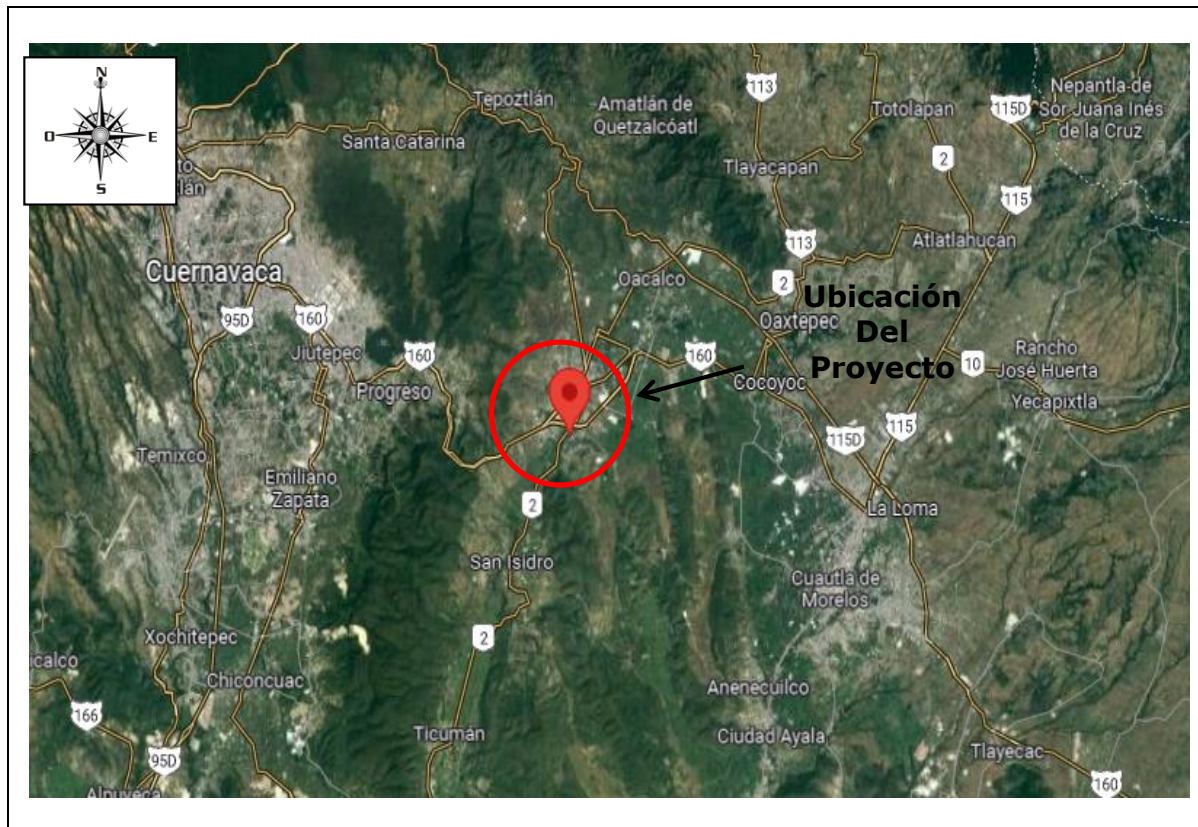 N
O
E
S
Tepoztlán
Amatlán de
Quetzalcóatl
113
Totolapan
115D
Nepantla de
Sor Juana Inés
de la Cruz
Santa Catarina
Tlayacapan
2
115
Cuernavaca
Oacalco
113
Atlatlahucan
2
Ubicación
Del
Proyecto
Oaxtepec
95D
160
Jiutepec
160
Progreso
160
Cocoyoc
10
Rancho
José Huerta
Yecapixtla
115D
115
Temixco
Emiliano
Zapata
2
La Loma
San Isidro
Cuautla de
Morelos
Xochitepec
2
Chiconcuac
Anenecuilco
166
Ticumán
Ciudad Ayala
Tlayecac
95D
160
Alpuyeca